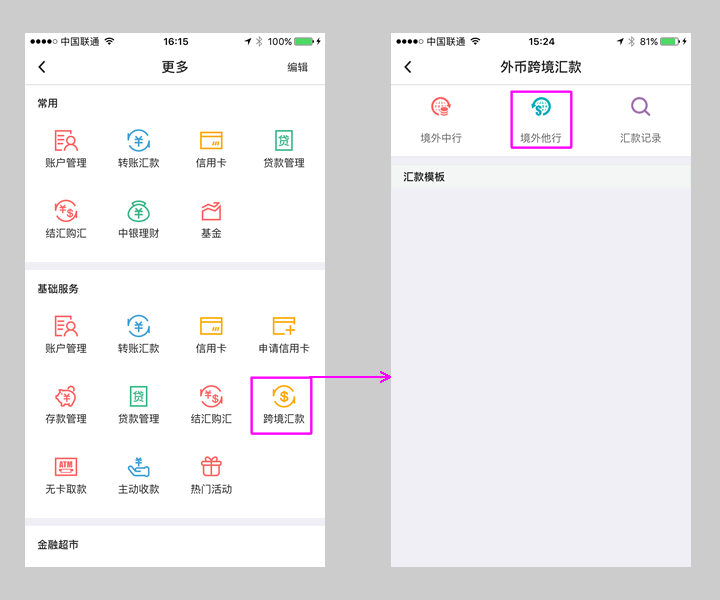 中国联通 16:15 100%
更多 编辑
常用
账户管理 转账汇款 信用卡 贷款管理
结汇购汇 中银理财 基金
基础服务
账户管理 转账汇款 信用卡 申请信用卡
存款管理 贷款管理 结汇购汇 跨境汇款
ATM
无卡取款 主动收款 热门活动
金融超市
中国联通 15:24 81%
外币跨境汇款
境外中行 境外他行 汇款记录
汇款模板